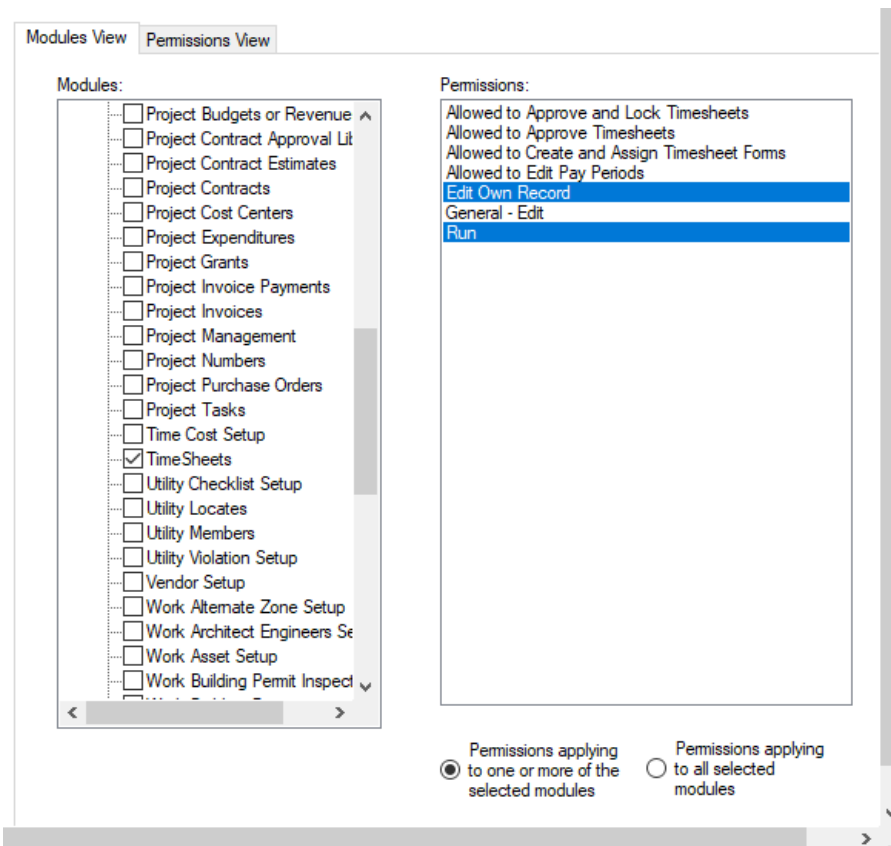 Modules View
Permissions View
Modules:
Project Budgets or Revenue
Project Contract Approval Lib
Project Contract Estimates
Project Contracts
Project Cost Centers
Project Expenditures
Project Grants
Project Invoice Payments
Project Invoices
Project Management
Project Numbers
Project Purchase Orders
Project Tasks
Time Cost Setup
TimeSheets
Utility Checklist Setup
Utility Locates
Utility Members
Utility Violation Setup
Vendor Setup
Work Alternate Zone Setup
Work Architect Engineers Se
Work Asset Setup
Work Building Permit Inspect
Permissions:
Allowed to Approve and Lock Timesheets
Allowed to Approve Timesheets
Allowed to Create and Assign Timesheet Forms
Allowed to Edit Pay Periods
Edit Own Record
General - Edit
Run
Permissions applying
to one or more of the
selected modules
Permissions applying
to all selected
modules